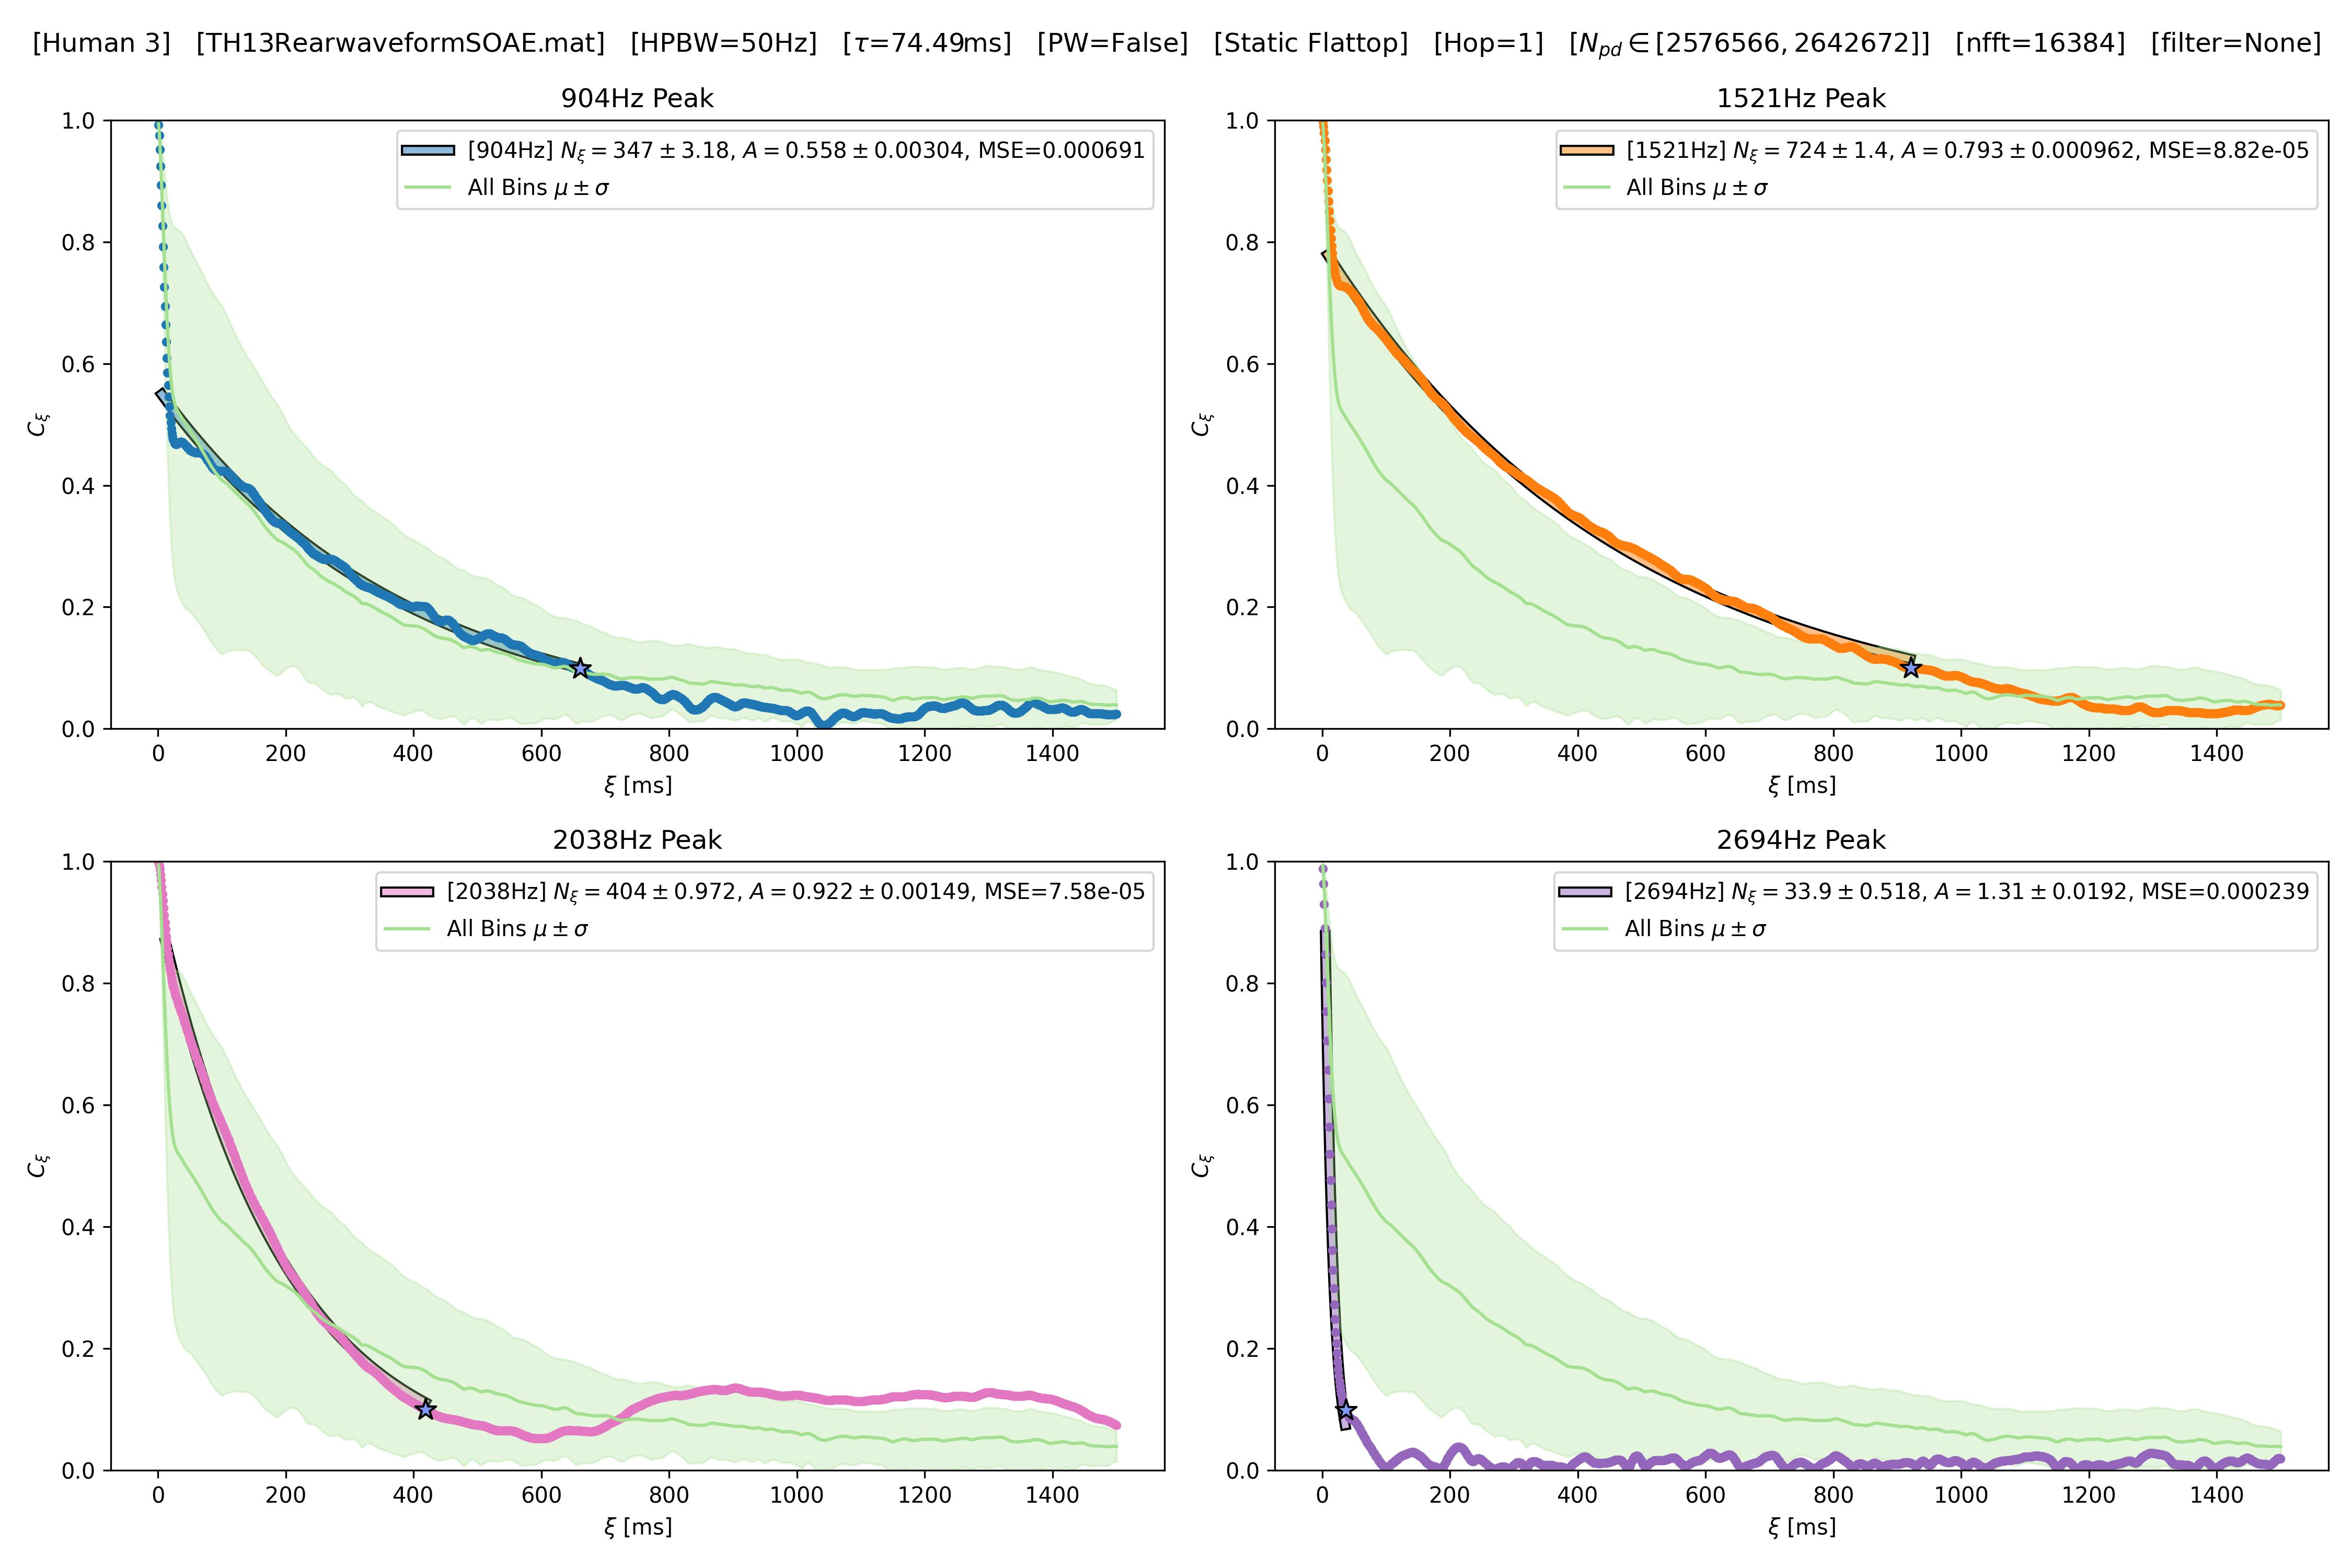 [Human 3] [TH13RearwaveformSOAE.mat] [HPBW=50Hz] [τ=74.49ms] [PW=False] [Static Flattop] [Hop=1] [N_pd ∈ [2576566, 2642672]] [nfft=16384] [filter=None]
904Hz Peak
[904Hz] N_ξ = 347 ± 3.18, A = 0.558 ± 0.00304, MSE=0.000691
All Bins μ ± σ
1.0
0.8
0.6
0.4
0.2
0.0
C_ξ
0 200 400 600 800 1000 1200 1400
ξ [ms]
1521Hz Peak
[1521Hz] N_ξ = 724 ± 1.4, A = 0.793 ± 0.000962, MSE=8.82e-05
All Bins μ ± σ
1.0
0.8
0.6
0.4
0.2
0.0
C_ξ
0 200 400 600 800 1000 1200 1400
ξ [ms]
2038Hz Peak
[2038Hz] N_ξ = 404 ± 0.972, A = 0.922 ± 0.00149, MSE=7.58e-05
All Bins μ ± σ
1.0
0.8
0.6
0.4
0.2
0.0
C_ξ
0 200 400 600 800 1000 1200 1400
ξ [ms]
2694Hz Peak
[2694Hz] N_ξ = 33.9 ± 0.518, A = 1.31 ± 0.0192, MSE=0.000239
All Bins μ ± σ
1.0
0.8
0.6
0.4
0.2
0.0
C_ξ
0 200 400 600 800 1000 1200 1400
ξ [ms]